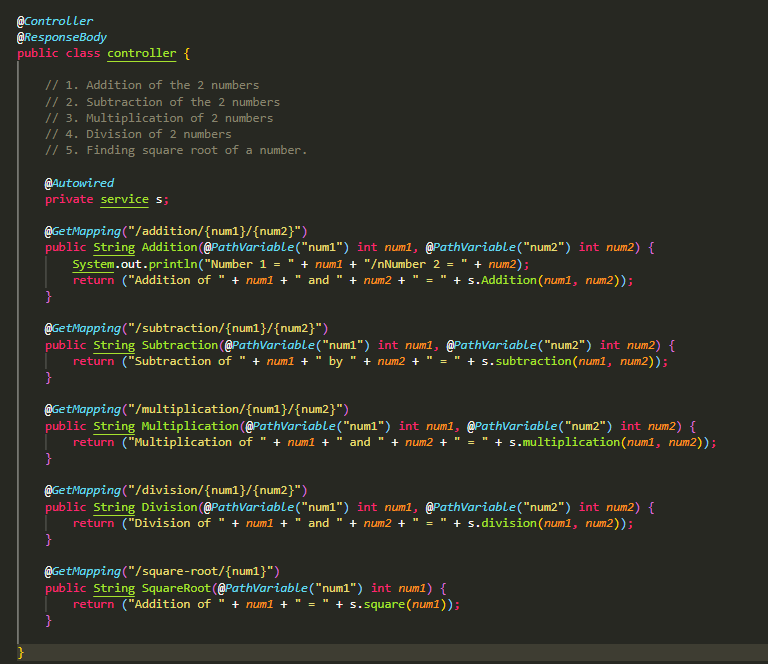 @Controller
@ResponseBody
public class controller {
// 1. Addition of the 2 numbers
// 2. Subtraction of the 2 numbers
// 3. Multiplication of 2 numbers
// 4. Division of 2 numbers
// 5. Finding square root of a number.
@Autowired
private service s;
@GetMapping("/addition/{num1}/{num2}")
public String Addition(@PathVariable("num1") int num1, @PathVariable("num2") int num2) {
System.out.println("Number 1 = " + num1 + "/nNumber 2 = " + num2);
return ("Addition of " + num1 + " and " + num2 + " = " + s.Addition(num1, num2));
}
@GetMapping("/subtraction/{num1}/{num2}")
public String Subtraction(@PathVariable("num1") int num1, @PathVariable("num2") int num2) {
return ("Subtraction of " + num1 + " by " + num2 + " = " + s.subtraction(num1, num2));
}
@GetMapping("/multiplication/{num1}/{num2}")
public String Multiplication(@PathVariable("num1") int num1, @PathVariable("num2") int num2) {
return ("Multiplication of " + num1 + " and " + num2 + " = " + s.multiplication(num1, num2));
}
@GetMapping("/division/{num1}/{num2}")
public String Division(@PathVariable("num1") int num1, @PathVariable("num2") int num2) {
return ("Division of " + num1 + " and " + num2 + " = " + s.division(num1, num2));
}
@GetMapping("/square-root/{num1}")
public String SquareRoot(@PathVariable("num1") int num1) {
return ("Addition of " + num1 + " = " + s.square(num1));
}
}